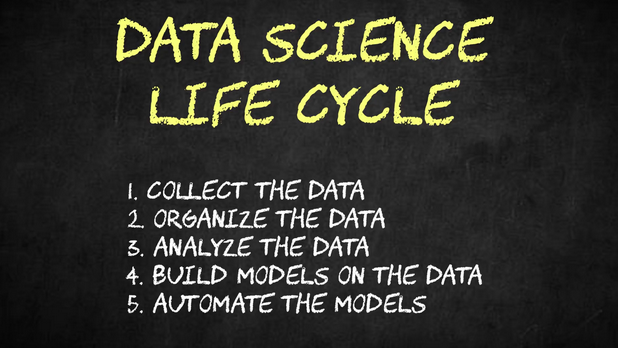 DATA SCIENCE
LIFE CYCLE
1. COLLECT THE DATA
2. ORGANIZE THE DATA
3. ANALYZE THE DATA
4. BUILD MODELS ON THE DATA
5. AUTOMATE THE MODELS